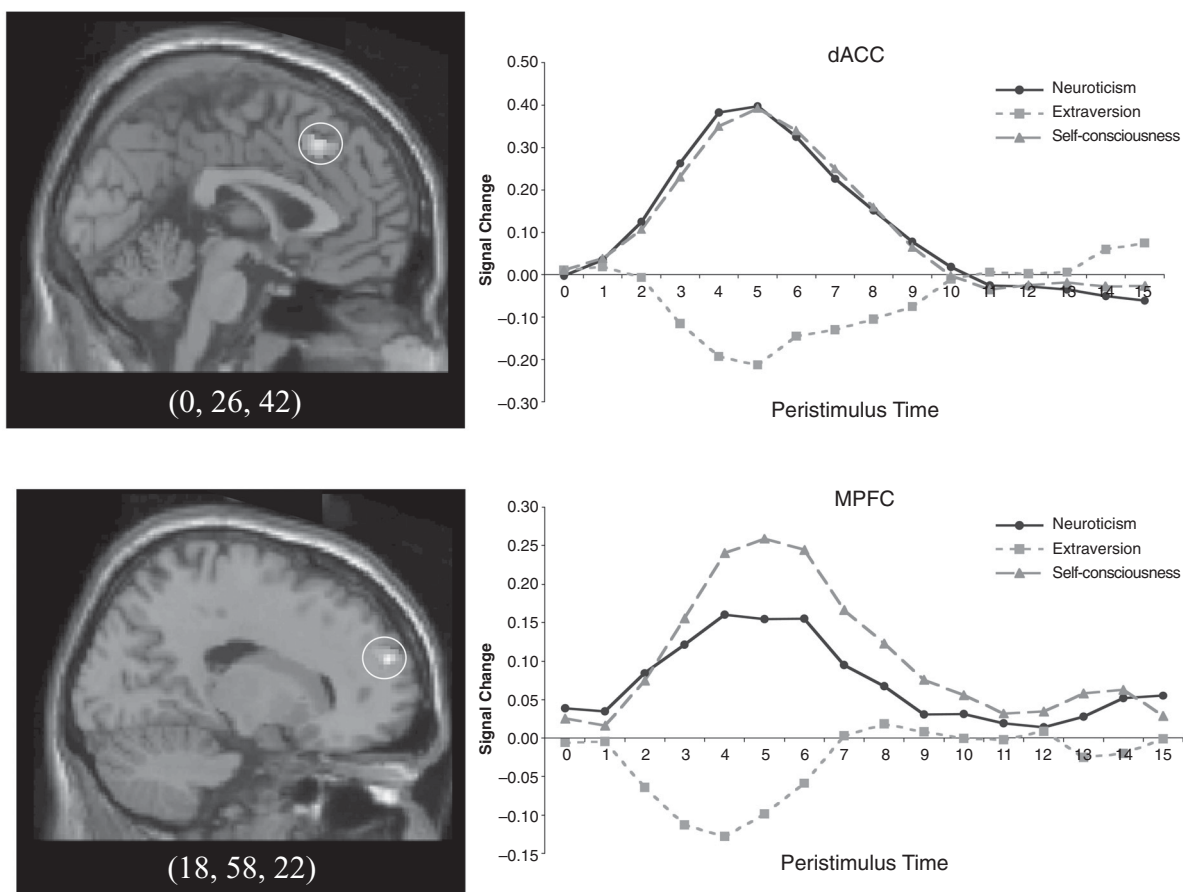 dACC
0.50
0.40
0.30
0.20
0.10
0.00
–0.10
–0.20
–0.30
Signal Change
0 1 2 3 4 5 6 7 8 9 10 11 12 13 14 15
Peristimulus Time
Neuroticism
Extraversion
Self-consciousness
(0, 26, 42)
MPFC
0.30
0.25
0.20
0.15
0.10
0.05
0.00
–0.05
–0.10
–0.15
Signal Change
0 1 2 3 4 5 6 7 8 9 10 11 12 13 14 15
Peristimulus Time
Neuroticism
Extraversion
Self-consciousness
(18, 58, 22)